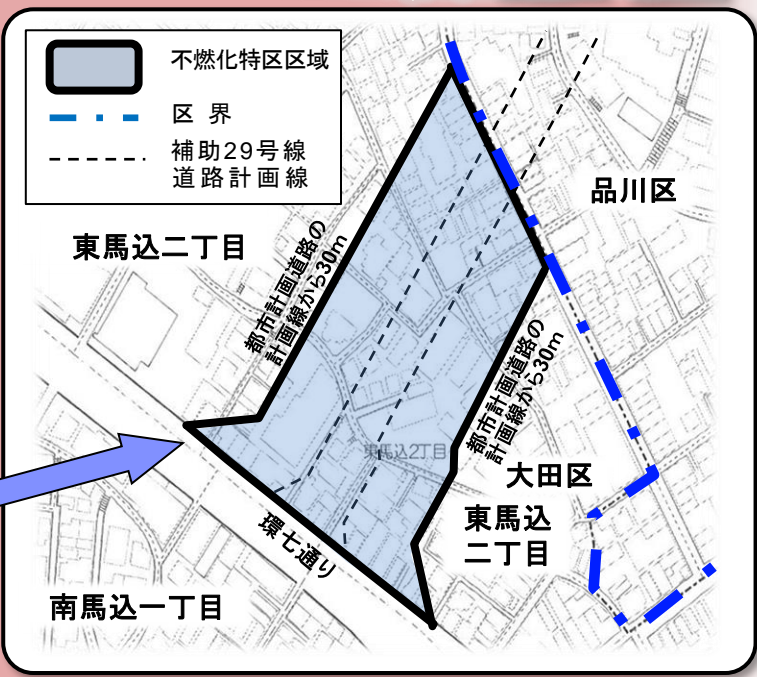 不燃化特区区域
区 界
補助29号線
道路計画線
品川区
東馬込二丁目
都市計画道路の
計画線から30m
都市計画道路の
計画線から30m
東馬込2丁目
大田区
東馬込
二丁目
環七通り
南馬込一丁目